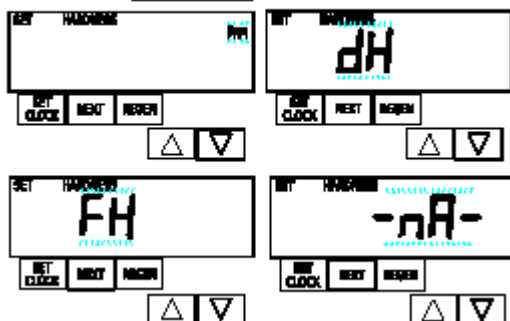 SET HARDNESS
PPM
SET CLOCK NEXT REGEN
SET HARDNESS
dH
SET CLOCK NEXT REGEN
SET HARDNESS
FH
SET CLOCK NEXT REGEN
SET HARDNESS
-nA-
SET CLOCK NEXT REGEN